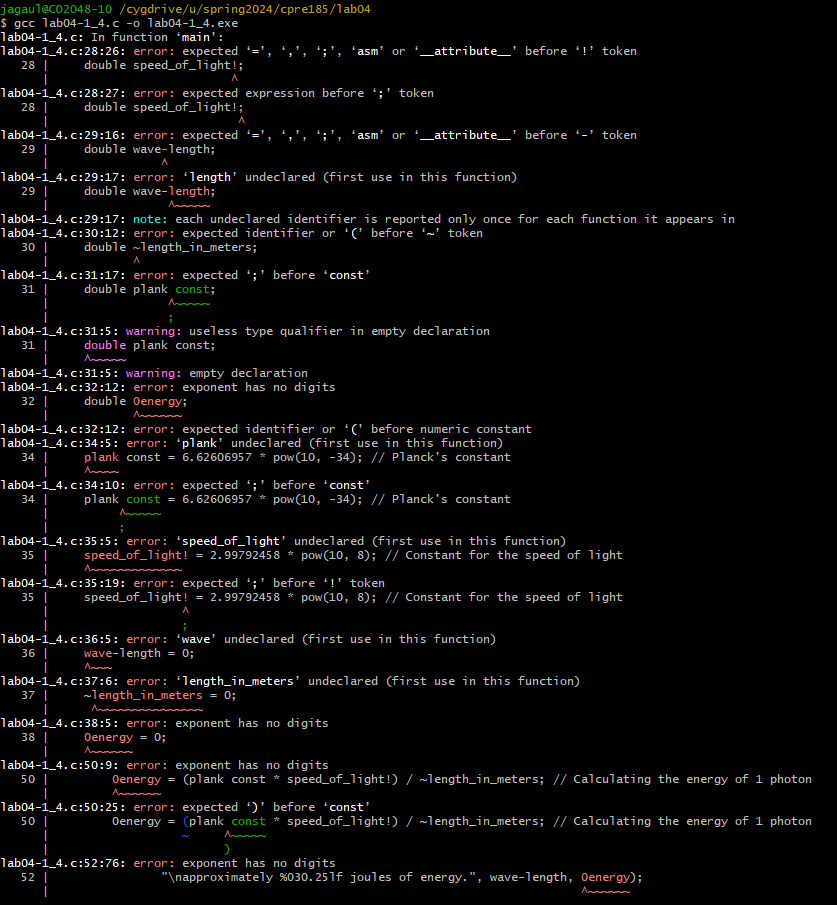 jagaul@CO2048-10 /cygdrive/u/spring2024/cpre185/lab04
$ gcc lab04-1_4.c -o lab04-1_4.exe
lab04-1_4.c: In function ‘main’:
lab04-1_4.c:28:26: error: expected ‘=’, ‘,’, ‘;’, ‘asm’ or ‘__attribute__’ before ‘!’ token
   28 |     double speed_of_light!;
      |                          ^
lab04-1_4.c:28:27: error: expected expression before ‘;’ token
   28 |     double speed_of_light!;
      |                           ^
lab04-1_4.c:29:16: error: expected ‘=’, ‘,’, ‘;’, ‘asm’ or ‘__attribute__’ before ‘-’ token
   29 |     double wave-length;
      |                ^
lab04-1_4.c:29:17: error: ‘length’ undeclared (first use in this function)
   29 |     double wave-length;
      |                 ^~~~~~
lab04-1_4.c:29:17: note: each undeclared identifier is reported only once for each function it appears in
lab04-1_4.c:30:12: error: expected identifier or ‘(’ before ‘~’ token
   30 |     double ~length_in_meters;
      |            ^
lab04-1_4.c:31:17: error: expected ‘;’ before ‘const’
   31 |     double plank const;
      |                 ^~~~~~
      |                 ;
lab04-1_4.c:31:5: warning: useless type qualifier in empty declaration
   31 |     double plank const;
      |     ^~~~~~
lab04-1_4.c:31:5: warning: empty declaration
lab04-1_4.c:32:12: error: exponent has no digits
   32 |     double 0energy;
      |            ^~~~~~~
lab04-1_4.c:32:12: error: expected identifier or ‘(’ before numeric constant
lab04-1_4.c:34:5: error: ‘plank’ undeclared (first use in this function)
   34 |     plank const = 6.62606957 * pow(10, -34); // Planck's constant
      |     ^~~~~
lab04-1_4.c:34:10: error: expected ‘;’ before ‘const’
   34 |     plank const = 6.62606957 * pow(10, -34); // Planck's constant
      |          ^~~~~~
      |          ;
lab04-1_4.c:35:5: error: ‘speed_of_light’ undeclared (first use in this function)
   35 |     speed_of_light! = 2.99792458 * pow(10, 8); // Constant for the speed of light
      |     ^~~~~~~~~~~~~~
lab04-1_4.c:35:19: error: expected ‘;’ before ‘!’ token
   35 |     speed_of_light! = 2.99792458 * pow(10, 8); // Constant for the speed of light
      |                   ^
      |                   ;
lab04-1_4.c:36:5: error: ‘wave’ undeclared (first use in this function)
   36 |     wave-length = 0;
      |     ^~~~
lab04-1_4.c:37:6: error: ‘length_in_meters’ undeclared (first use in this function)
   37 |     ~length_in_meters = 0;
      |      ^~~~~~~~~~~~~~~~
lab04-1_4.c:38:5: error: exponent has no digits
   38 |     0energy = 0;
      |     ^~~~~~~
lab04-1_4.c:50:9: error: exponent has no digits
   50 |         0energy = (plank const * speed_of_light!) / ~length_in_meters; // Calculating the energy of 1 photon
      |         ^~~~~~~
lab04-1_4.c:50:25: error: expected ‘)’ before ‘const’
   50 |         0energy = (plank const * speed_of_light!) / ~length_in_meters; // Calculating the energy of 1 photon
      |                   ~     ^~~~~~
      |                         )
lab04-1_4.c:52:76: error: exponent has no digits
   52 |                "\napproximately %030.25lf joules of energy.", wave-length, 0energy);
      |                                                                            ^~~~~~~